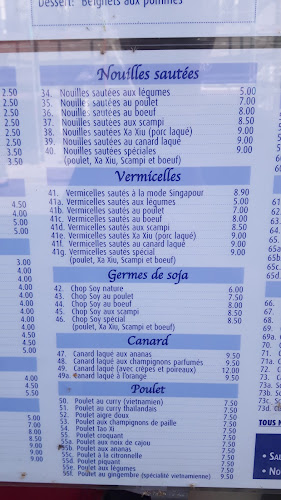 Dessert: Beignets aux pommes
Nouilles sautées
34. Nouilles sautées aux légumes 5.00
35. Nouilles sautées au poulet 7.00
36. Nouilles sautées au boeuf 8.00
37. Nouilles sautées aux scampi 8.50
38. Nouilles sautées Xa Xiu (porc laqué) 9.00
39. Nouilles sautées au canard laqué 9.00
40. Nouilles sautées spéciales 9.00
(poulet, Xa Xiu, Scampi et boeuf)
Vermicelles
41. Vermicelles sautés à la mode Singapour 8.90
41a. Vermicelles sautés aux légumes 5.00
41b. Vermicelles sautés au poulet 7.00
41c. Vermicelles sautés au boeuf 8.00
41d. Vermicelles sautés aux scampi 8.50
41e. Vermicelles sautés Xa Xiu (porc laqué) 9.00
41f. Vermicelles sautés au canard laqué 9.00
41g. Vermicelles sautés spécial 9.00
(poulet, Xa Xiu, Scampi et boeuf)
Germes de soja
42. Chop Soy nature 6.00
43. Chop Soy au poulet 7.50
44. Chop Soy au boeuf 8.00
45. Chop Soy aux scampi 8.50
46. Chop Soy spécial 8.50
(poulet, Xa Xiu, Scampi et boeuf)
Canard
47. Canard laqué aux ananas 9.50
48. Canard laqué aux champignons parfumés 9.50
49. Canard laqué (avec crêpes et poireaux) 12.00
49a. Canard laqué à l'orange 9.50
Poulet
50. Poulet au curry (vietnamien) 7.50
51. Poulet au curry thaïlandais 7.50
52. Poulet aigre doux 7.50
53. Poulet aux champignons de paille 7.50
54. Poulet Tao Xi 7.50
55. Poulet croquant 7.50
55a. Poulet aux noix de cajou 7.50
55b. Poulet aux ananas 7.50
55c. Poulet à la citronnelle 7.50
55d. Poulet piquant 7.50
55e. Poulet aux légumes 7.50
55f. Poulet au gingembre (spécialité vietnamienne) 7.50